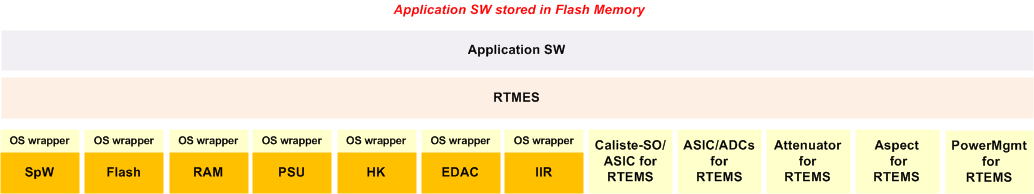 Application SW stored in Flash Memory
Application SW
RTMES
OS wrapper OS wrapper OS wrapper OS wrapper OS wrapper OS wrapper OS wrapper
SpW Flash RAM PSU HK EDAC IIR
Caliste-SO/
ASIC for
RTEMS
ASIC/ADCs
for
RTEMS
Attenuator
for
RTEMS
Aspect
for
RTEMS
PowerMgmt
for
RTEMS